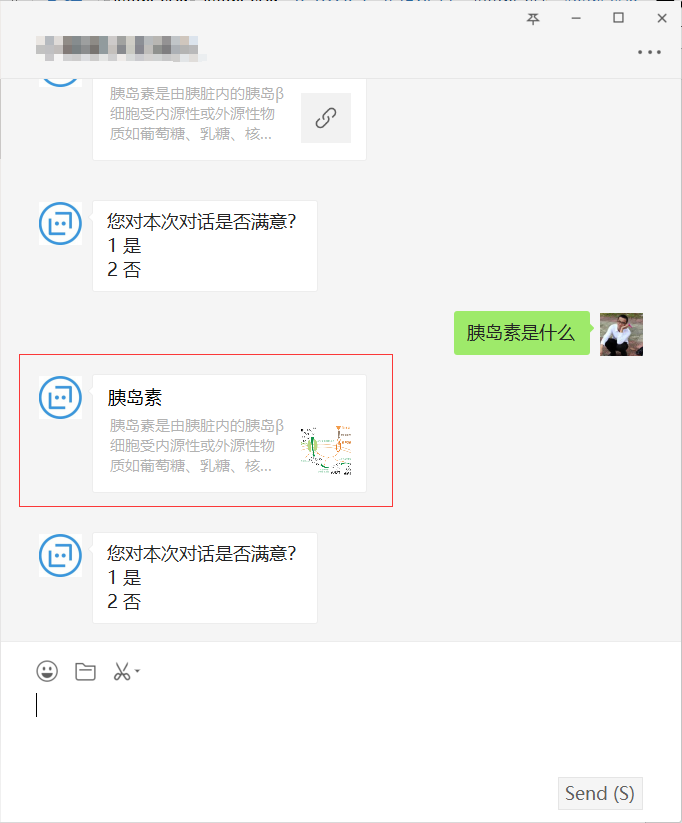 胰岛素是由胰脏内的胰岛β
细胞受内源性或外源性物
质如葡萄糖、乳糖、核...
您对本次对话是否满意？
1 是
2 否
胰岛素是什么
胰岛素
胰岛素是由胰脏内的胰岛β
细胞受内源性或外源性物
质如葡萄糖、乳糖、核...
您对本次对话是否满意？
1 是
2 否
Send (S)